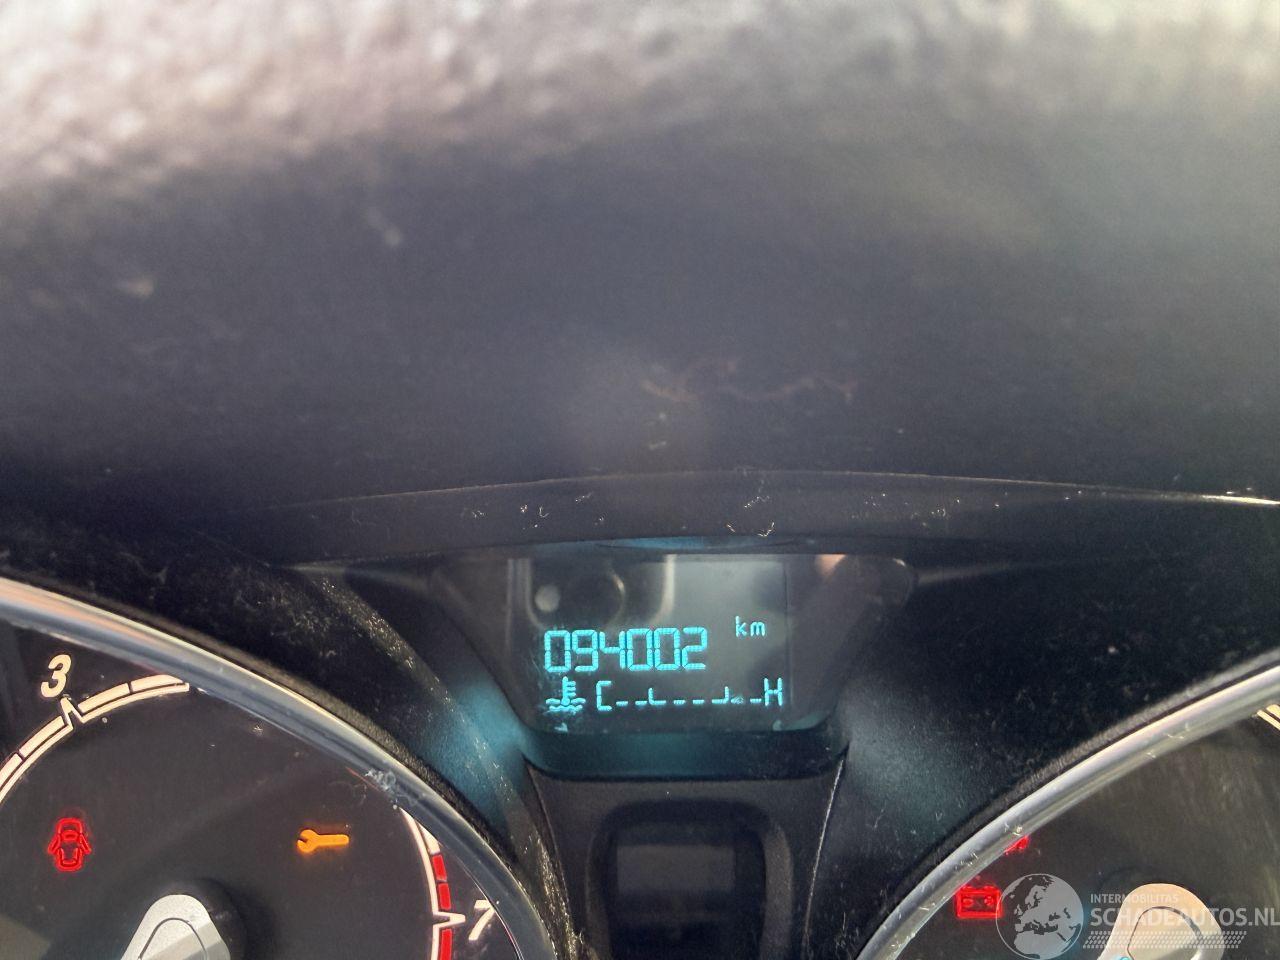 km
094002
C H
3
7
INTERMOBILITAS
SCHADEAUTOS.NL